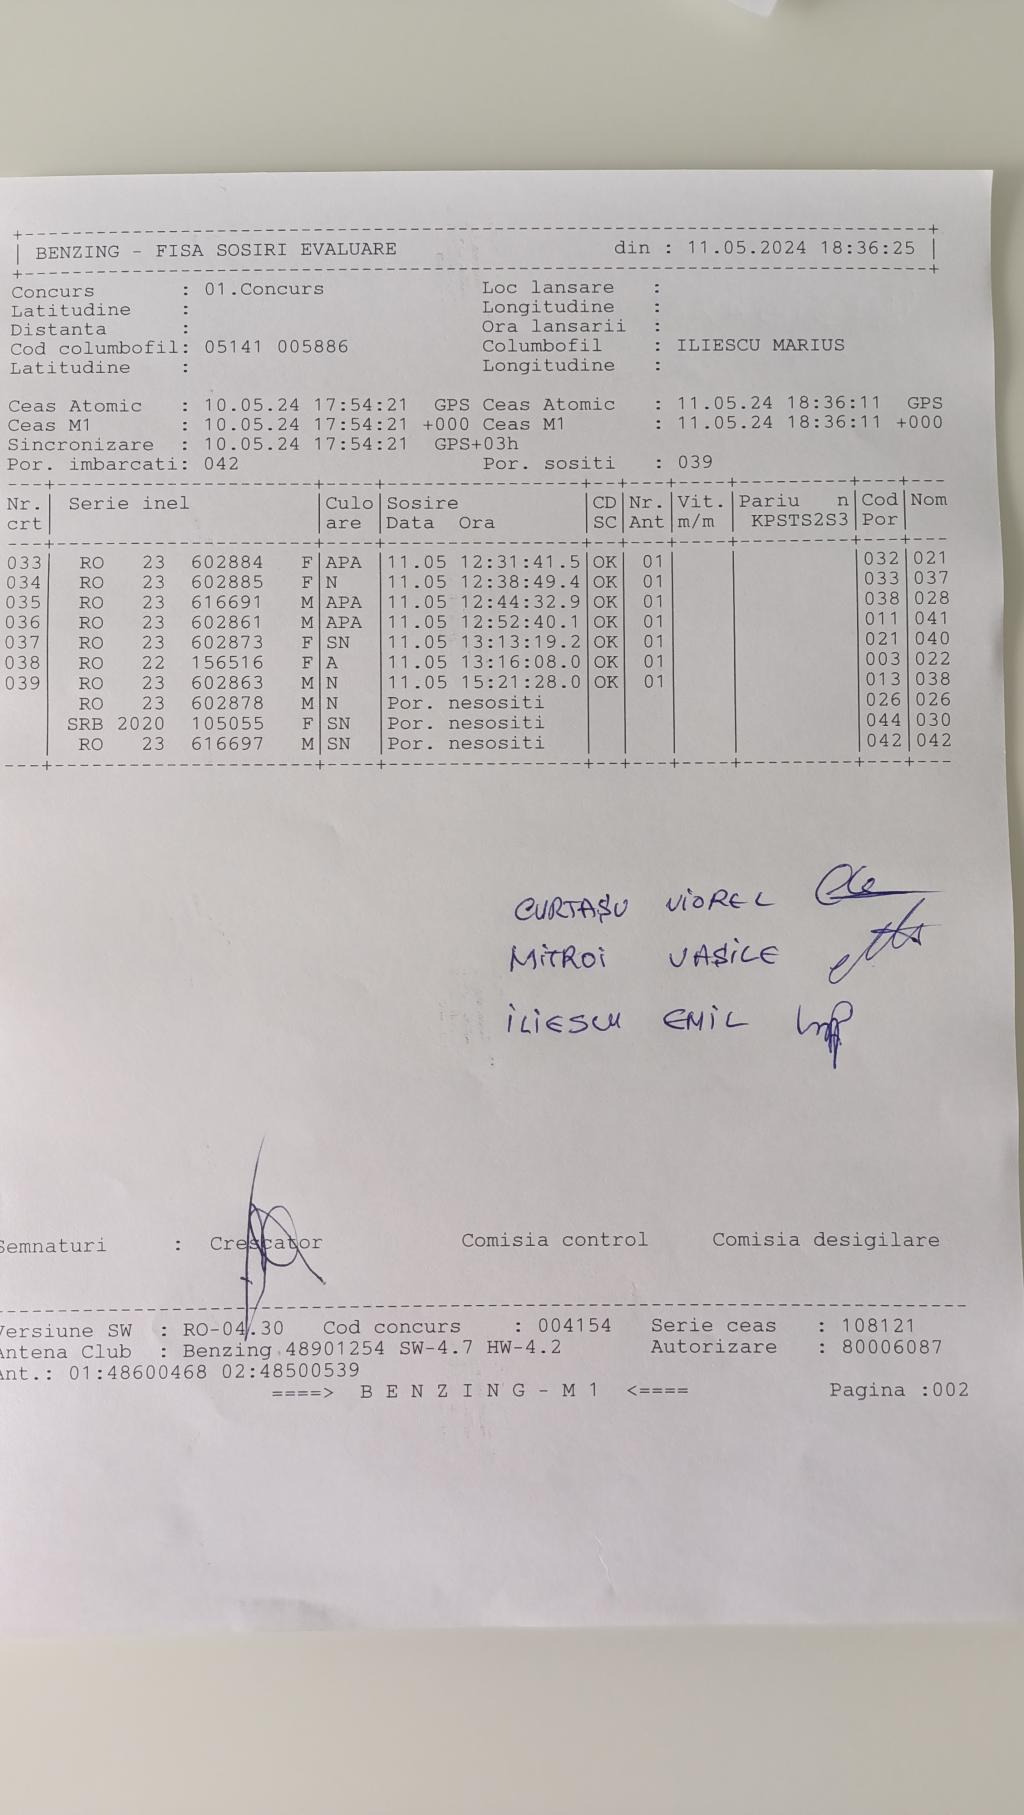 BENZING - FISA SOSIRI EVALUARE din : 11.05.2024 18:36:25
Concurs : 01.Concurs Loc lansare :
Latitudine : Longitudine :
Distanta : Ora lansarii :
Cod columbofil: 05141 005886 Columbofil : ILIESCU MARIUS
Latitudine : Longitudine :
Ceas Atomic : 10.05.24 17:54:21 GPS Ceas Atomic : 11.05.24 18:36:11 GPS
Ceas M1 : 10.05.24 17:54:21 +000 Ceas M1 : 11.05.24 18:36:11 +000
Sincronizare : 10.05.24 17:54:21 GPS+03h
Por. imbarcati: 042 Por. sositi : 039
Nr. | Serie inel |Culo|Sosire |CD|Nr.|Vit.|Pariu n|Cod|Nom
crt| |are |Data Ora |SC|Ant|m/m | KPSTS2S3|Por|
033| RO 23 602884 F|APA |11.05 12:31:41.5|OK| 01 | | |032|021
034| RO 23 602885 F|N |11.05 12:38:49.4|OK| 01 | | |033|037
035| RO 23 616691 M|APA |11.05 12:44:32.9|OK| 01 | | |038|028
036| RO 23 602861 M|APA |11.05 12:52:40.1|OK| 01 | | |011|041
037| RO 23 602873 F|SN |11.05 13:13:19.2|OK| 01 | | |021|040
038| RO 22 156516 F|A |11.05 13:16:08.0|OK| 01 | | |003|022
039| RO 23 602863 M|N |11.05 15:21:28.0|OK| 01 | | |013|038
| RO 23 602878 M|N |Por. nesositi | | | | |026|026
| SRB 2020 105055 F|SN |Por. nesositi | | | | |044|030
| RO 23 616697 M|SN |Por. nesositi | | | | |042|042
CURTAȘU VIOREL
MITROI VASILE
ILIESCU EMIL
Semnaturi : Crescator Comisia control Comisia desigilare
Versiune SW : RO-04.30 Cod concurs : 004154 Serie ceas : 108121
Antena Club : Benzing 48901254 SW-4.7 HW-4.2 Autorizare : 80006087
Ant.: 01:48600468 02:48500539
====> B E N Z I N G - M 1 <==== Pagina :002